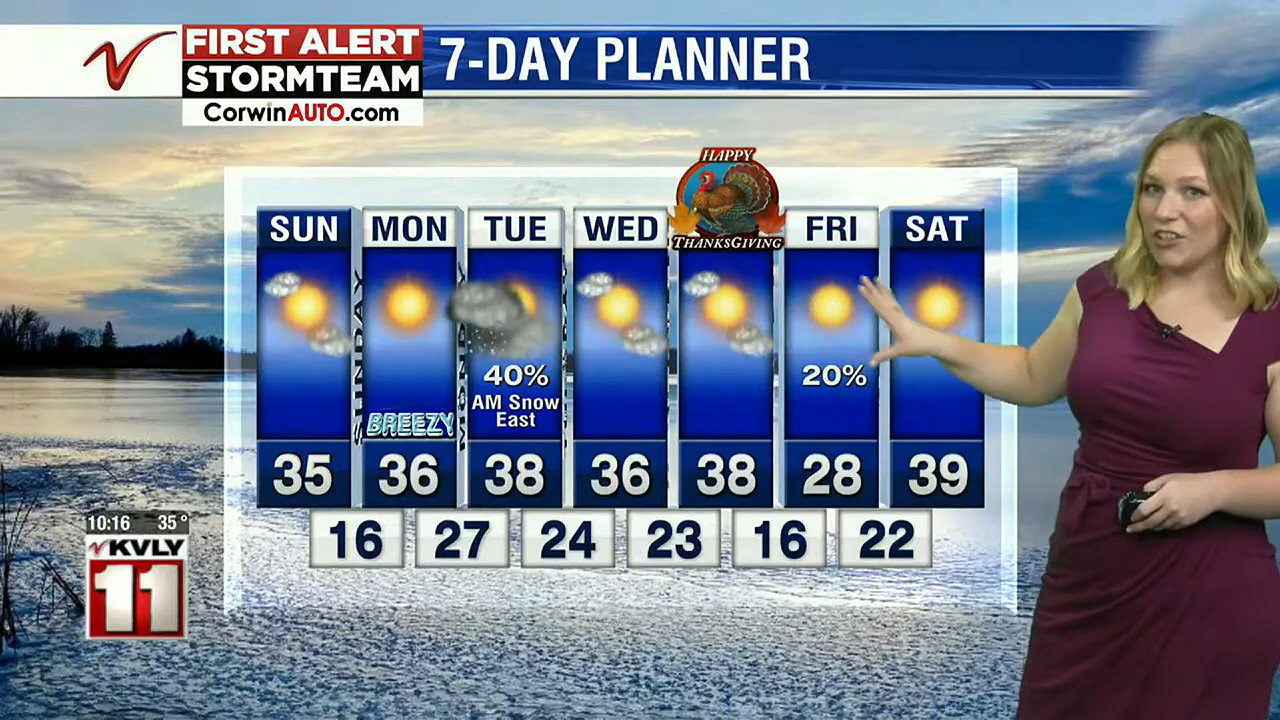 FIRST ALERT
STORMTEAM
CorwinAUTO.com
7-DAY PLANNER
HAPPY
THANKSGIVING
SUN MON TUE WED FRI SAT
SUNDAY
MONDAY
40%
AM Snow
East
20%
BREEZY
35 36 38 36 38 28 39
16 27 24 23 16 22
10:16 35°
KVLY
11